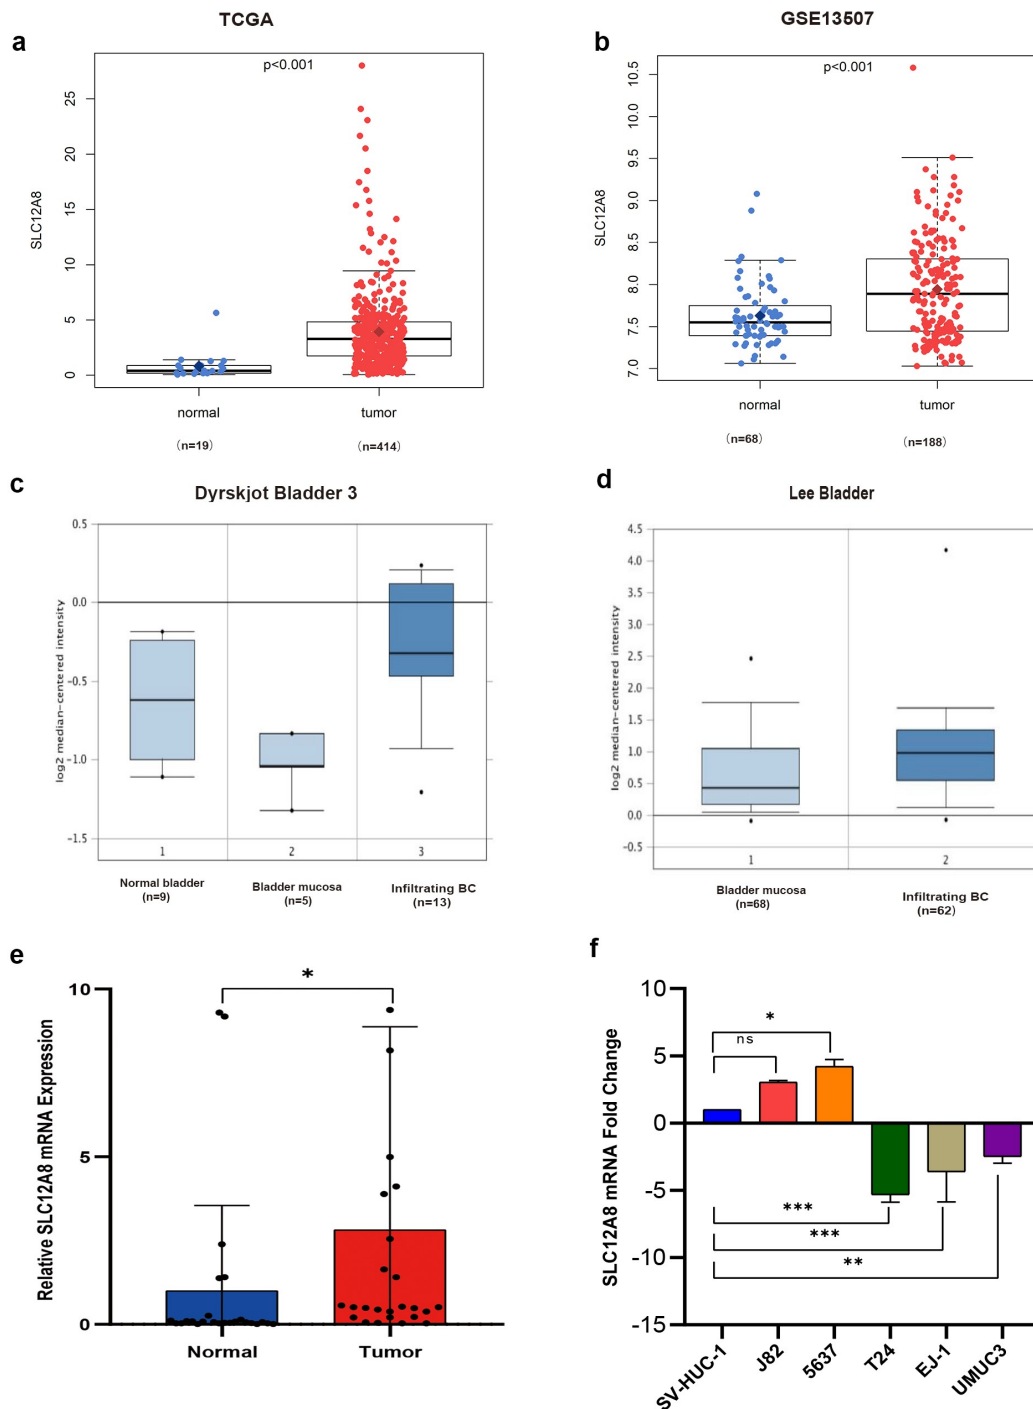 TCGA
a
p<0.001
SLC12A8
25
20
15
10
5
0
normal
tumor
(n=19)
(n=414)
GSE13507
b
p<0.001
SLC12A8
10.5
10.0
9.5
9.0
8.5
8.0
7.5
7.0
normal
tumor
(n=68)
(n=188)
c
Dyrskjot Bladder 3
log2 median-centered intensity
0.5
0.0
-0.5
-1.0
-1.5
1
2
3
Normal bladder
(n=9)
Bladder mucosa
(n=5)
Infiltrating BC
(n=13)
d
Lee Bladder
log2 median-centered intensity
4.5
4.0
3.5
3.0
2.5
2.0
1.5
1.0
0.5
0.0
-0.5
1
2
Bladder mucosa
(n=68)
Infiltrating BC
(n=62)
e
Relative SLC12A8 mRNA Expression
10
5
0
*
Normal
Tumor
f
SLC12A8 mRNA Fold Change
10
5
0
-5
-10
-15
*
ns
***
***
**
SV-HUC-1
J82
5637
T24
EJ-1
UMUC3